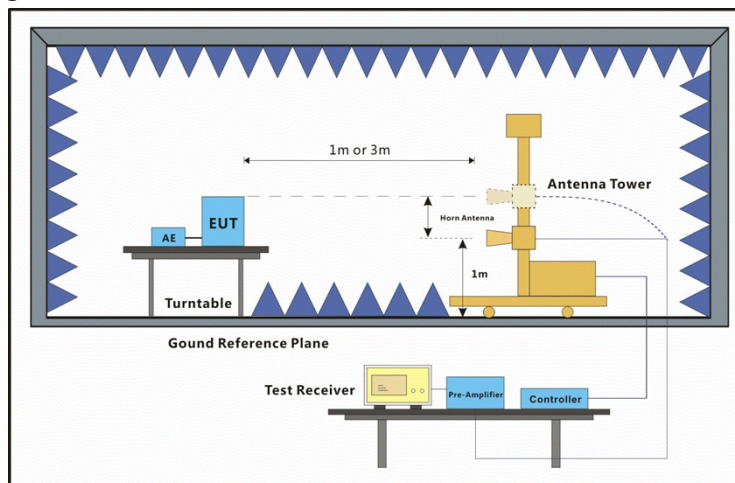 1m or 3m
Antenna Tower
EUT
Horn Antenna
AE
1m
Turntable
Gound Reference Plane
Test Receiver
Pre-Amplifier
Controller